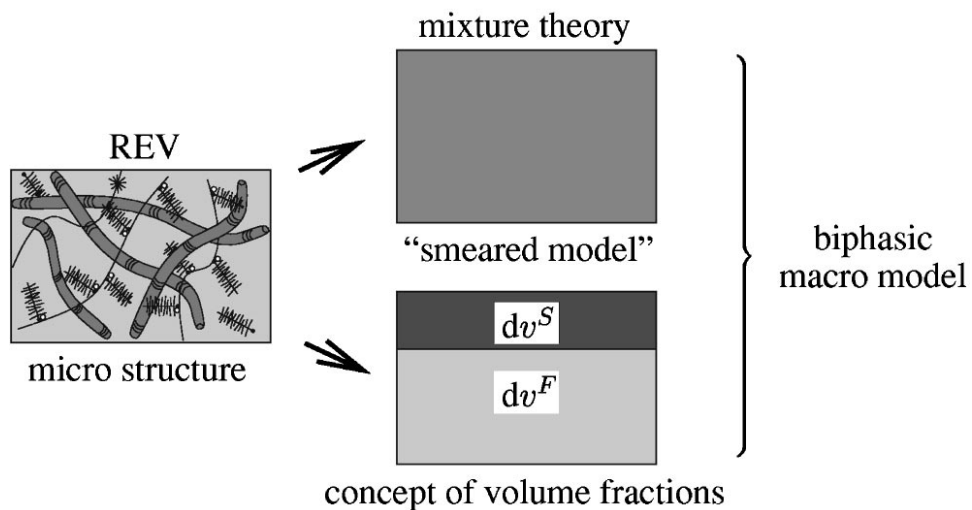 mixture theory
REV
“smeared model”
biphasic
macro model
dv^S
dv^F
micro structure
concept of volume fractions